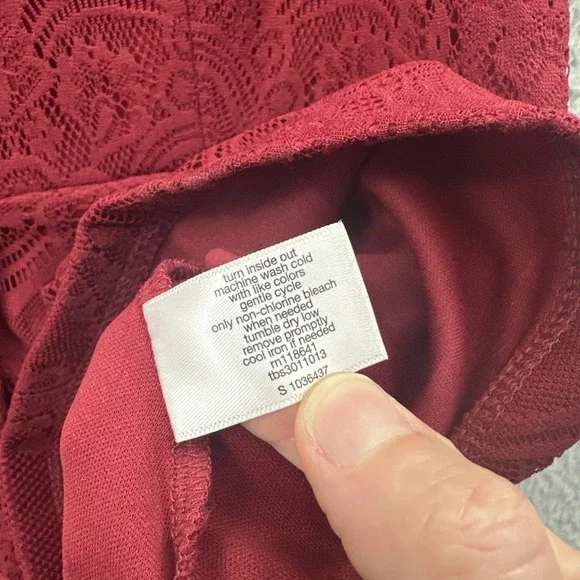 turn inside out
machine wash cold
with like colors
gentle cycle
only non-chlorine bleach
when needed
tumble dry low
remove promptly
cool iron if needed
rn118641
tbs3011013
S 1036437